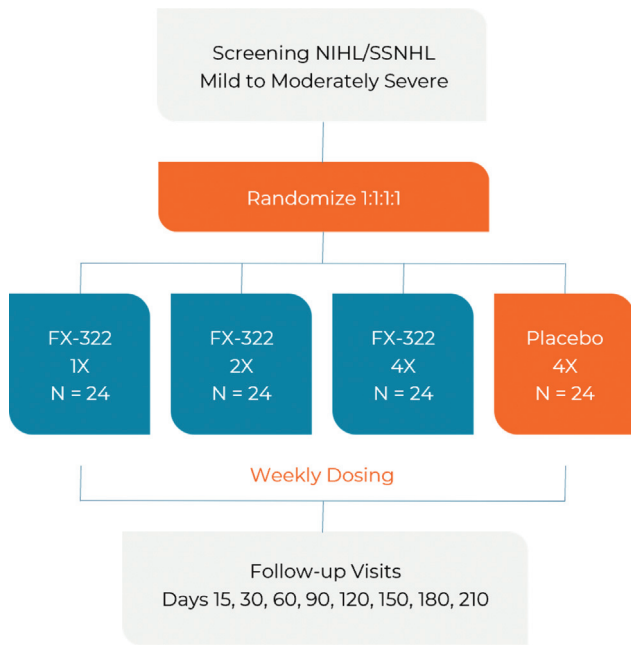 Screening NIHL/SSNHL
Mild to Moderately Severe
Randomize 1:1:1:1
FX-322
1X
N = 24
FX-322
2X
N = 24
FX-322
4X
N = 24
Placebo
4X
N = 24
Weekly Dosing
Follow-up Visits
Days 15, 30, 60, 90, 120, 150, 180, 210